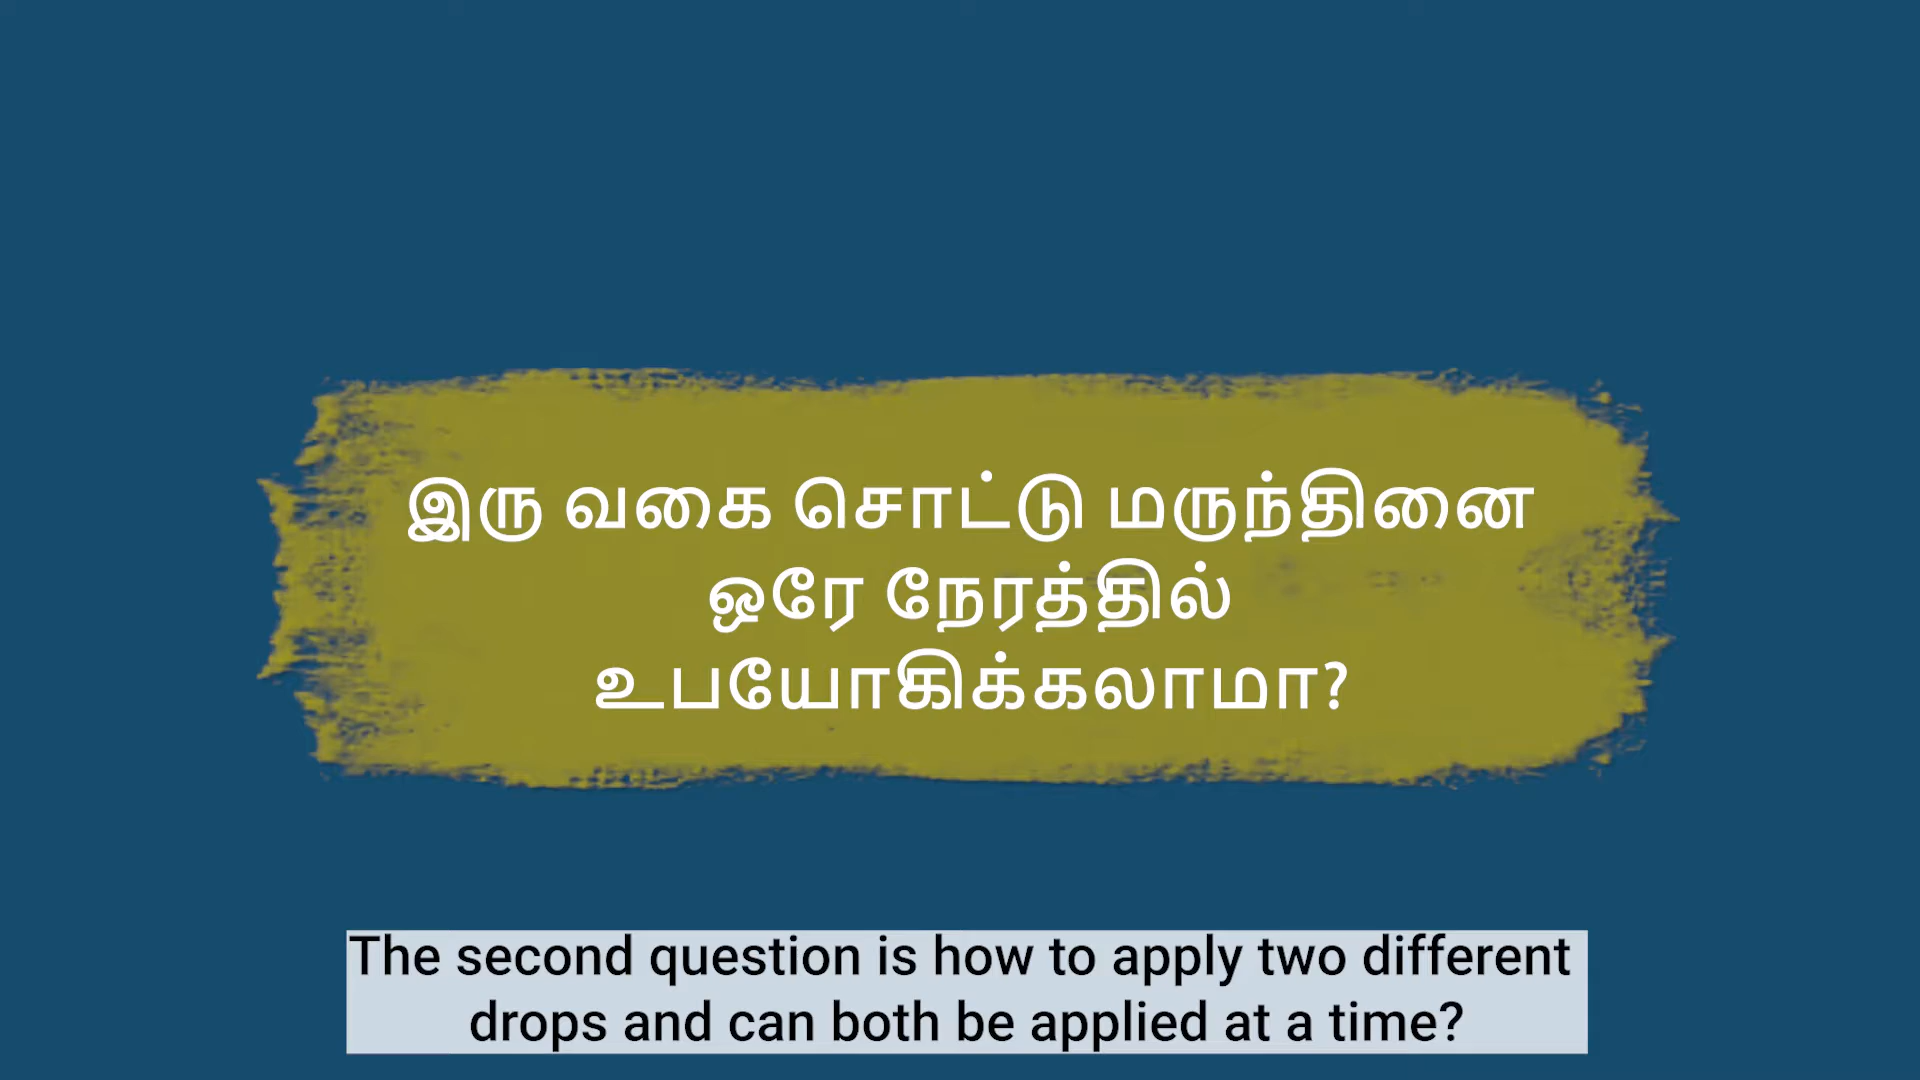 இரு வகை சொட்டு மருந்தினை
ஒரே நேரத்தில்
உபயோகிக்கலாமா?
The second question is how to apply two different
drops and can both be applied at a time?